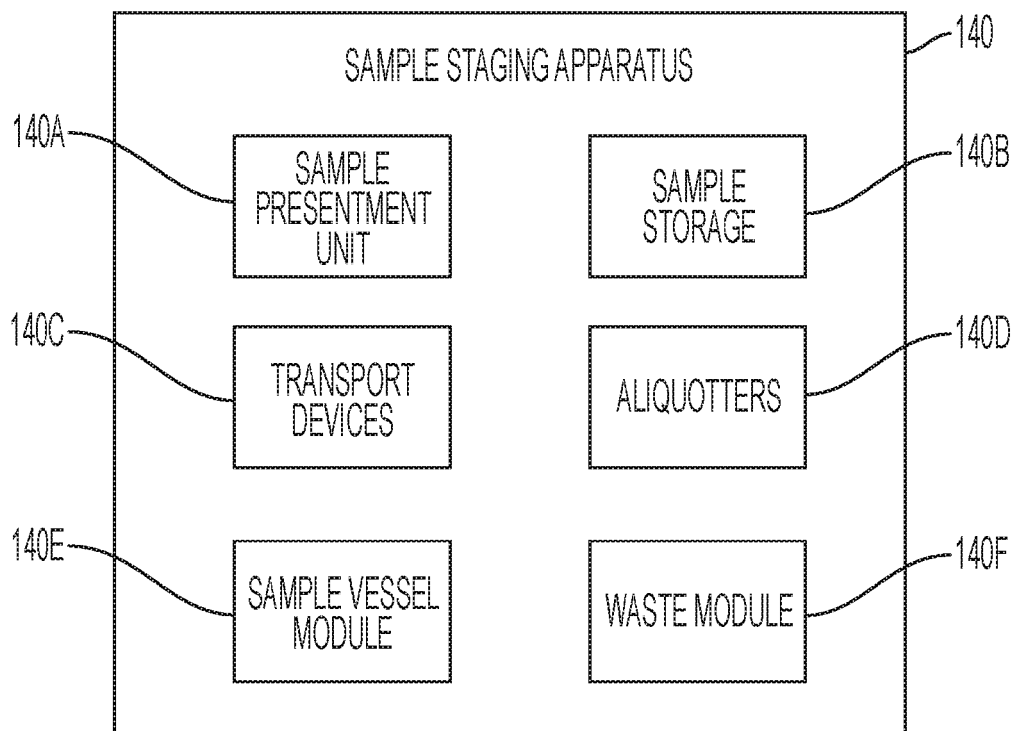 140
SAMPLE STAGING APPARATUS
140A
SAMPLE
PRESENTMENT
UNIT
140B
SAMPLE
STORAGE
140C
TRANSPORT
DEVICES
140D
ALIQUOTTERS
140E
SAMPLE VESSEL
MODULE
140F
WASTE MODULE